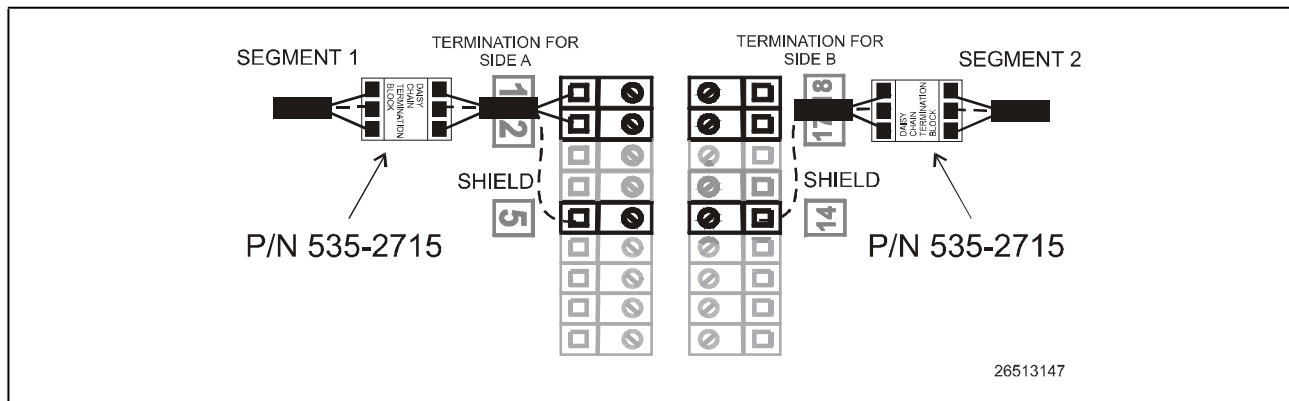 SEGMENT 1
TERMINATION FOR
SIDE A
TERMINATION FOR
SIDE B
SEGMENT 2
DAISY
CHAIN
TERMINATION
BLOCK
1
2
18
17
DAISY
CHAIN
TERMINATION
BLOCK
SHIELD
SHIELD
5
14
P/N 535-2715
P/N 535-2715
26513147